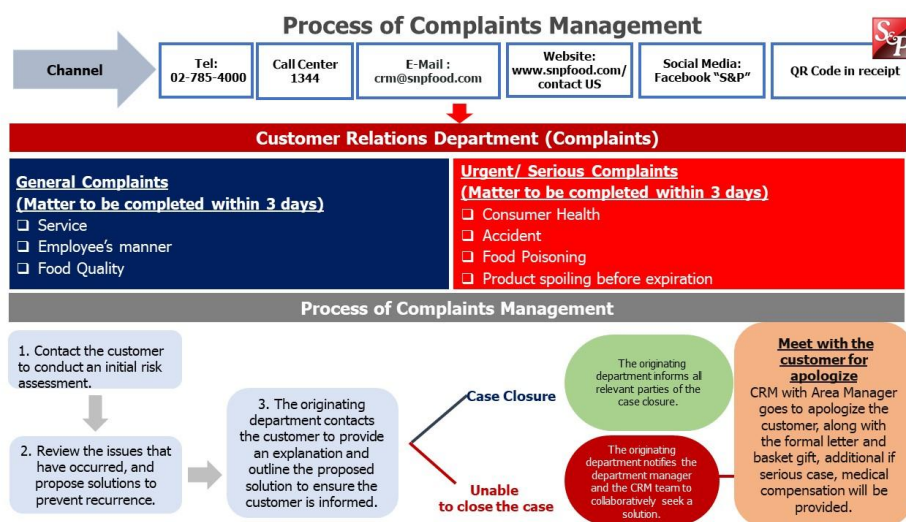 Process of Complaints Management
S&P
Channel
Tel:
02-785-4000
Call Center
1344
E-Mail :
crm@snpfood.com
Website:
www.snpfood.com/
contact US
Social Media:
Facebook “S&P”
QR Code in receipt
Customer Relations Department (Complaints)
General Complaints
(Matter to be completed within 3 days)
❑ Service
❑ Employee’s manner
❑ Food Quality
Urgent/ Serious Complaints
(Matter to be completed within 3 days)
❑ Consumer Health
❑ Accident
❑ Food Poisoning
❑ Product spoiling before expiration
Process of Complaints Management
1. Contact the customer
to conduct an initial risk
assessment.
2. Review the issues that
have occurred, and
propose solutions to
prevent recurrence.
3. The originating
department contacts
the customer to provide
an explanation and
outline the proposed
solution to ensure the
customer is informed.
Case Closure
The originating
department informs all
relevant parties of the
case closure.
Unable
to close the case
The originating
department notifies the
department manager
and the CRM team to
collaboratively seek a
solution.
Meet with the
customer for
apologize
CRM with Area Manager
goes to apologize the
customer, along with
the formal letter and
basket gift, additional if
serious case, medical
compensation will be
provided.